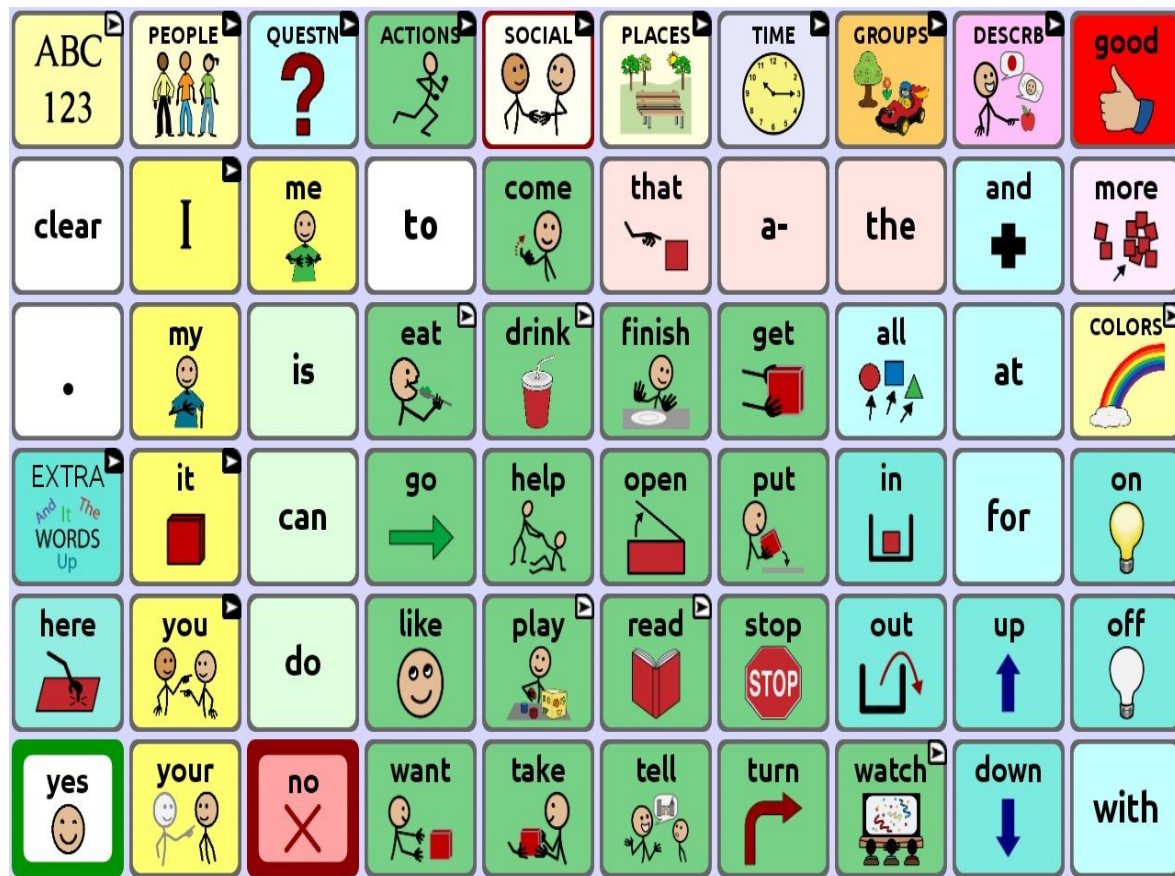 ABC
123
PEOPLE
QUESTN
ACTIONS
SOCIAL
PLACES
TIME
GROUPS
DESCRB
good
clear
I
me
to
come
that
a-
the
and
more
.
my
is
eat
drink
finish
get
all
at
COLORS
EXTRA
And It The
WORDS
Up
it
can
go
help
open
put
in
for
on
here
you
do
like
play
read
stop
STOP
out
up
off
yes
your
no
want
take
tell
turn
watch
down
with